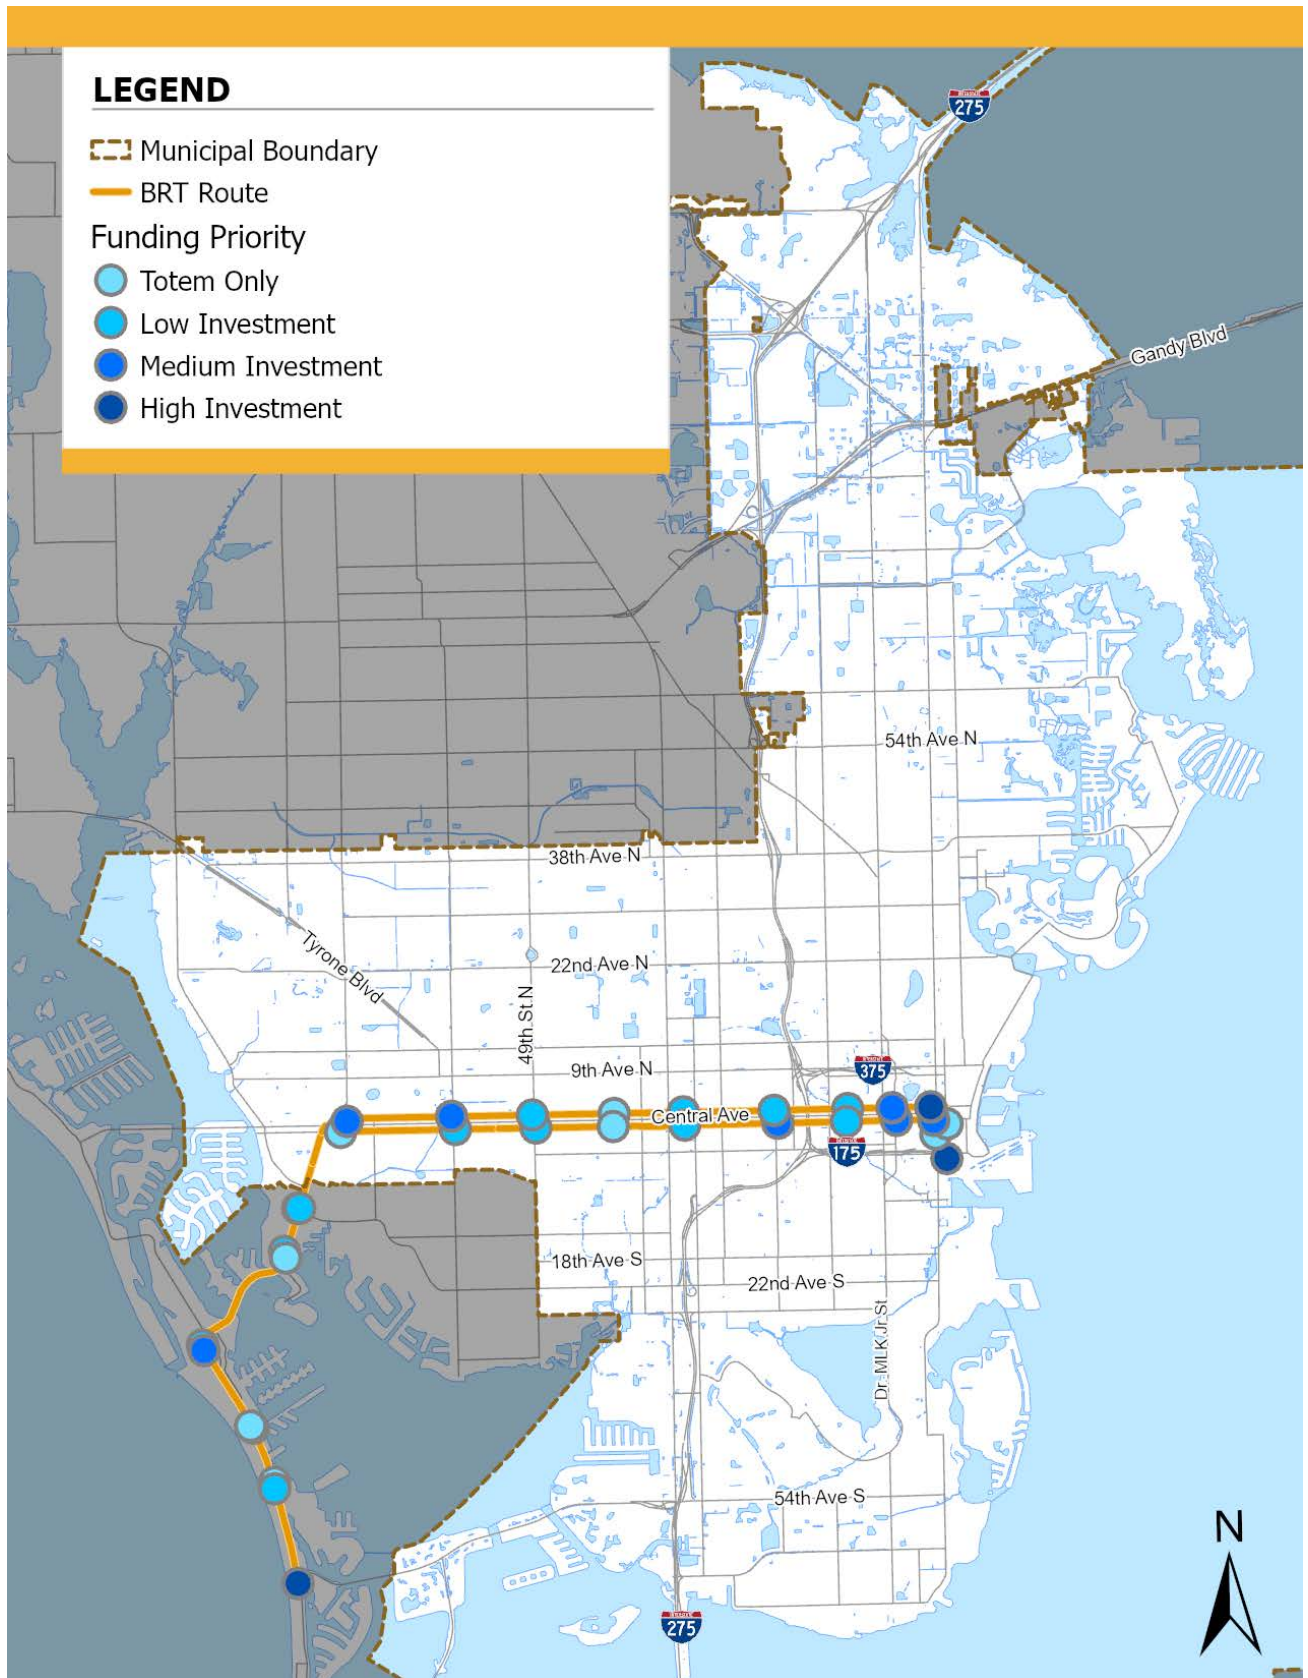 LEGEND
Municipal Boundary
BRT Route
Funding Priority
Totem Only
Low Investment
Medium Investment
High Investment
275
Gandy Blvd
54th Ave N
38th Ave N
Tyrone Blvd
22nd Ave N
49th St N
9th Ave N
375
Central Ave
175
18th Ave S
22nd Ave S
Dr. MLK Jr St
54th Ave S
N
275